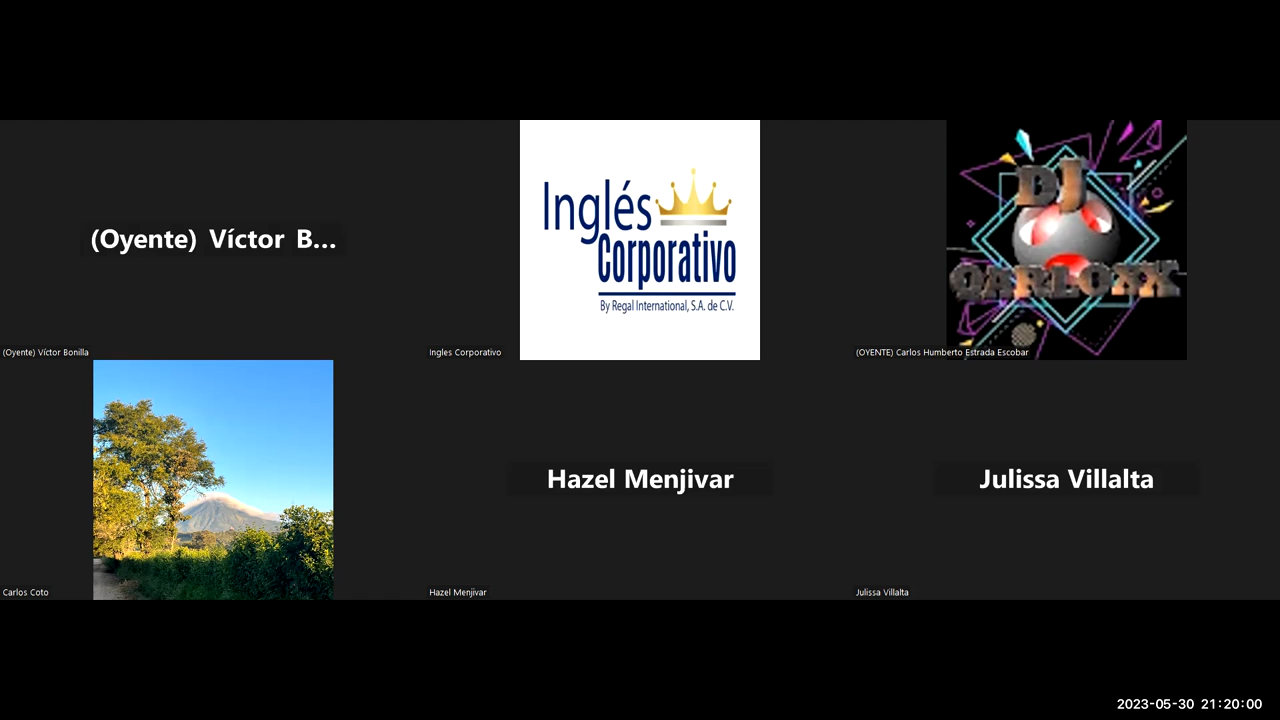 (Oyente) Víctor B...
(Oyente) Víctor Bonilla
Inglés
Corporativo
By Regal International, S.A. de C.V.
Ingles Corporativo
DJ
QARLOXX
(OYENTE) Carlos Humberto Estrada Escobar
Carlos Coto
Hazel Menjivar
Hazel Menjivar
Julissa Villalta
Julissa Villalta
2023-05-30 21:20:00